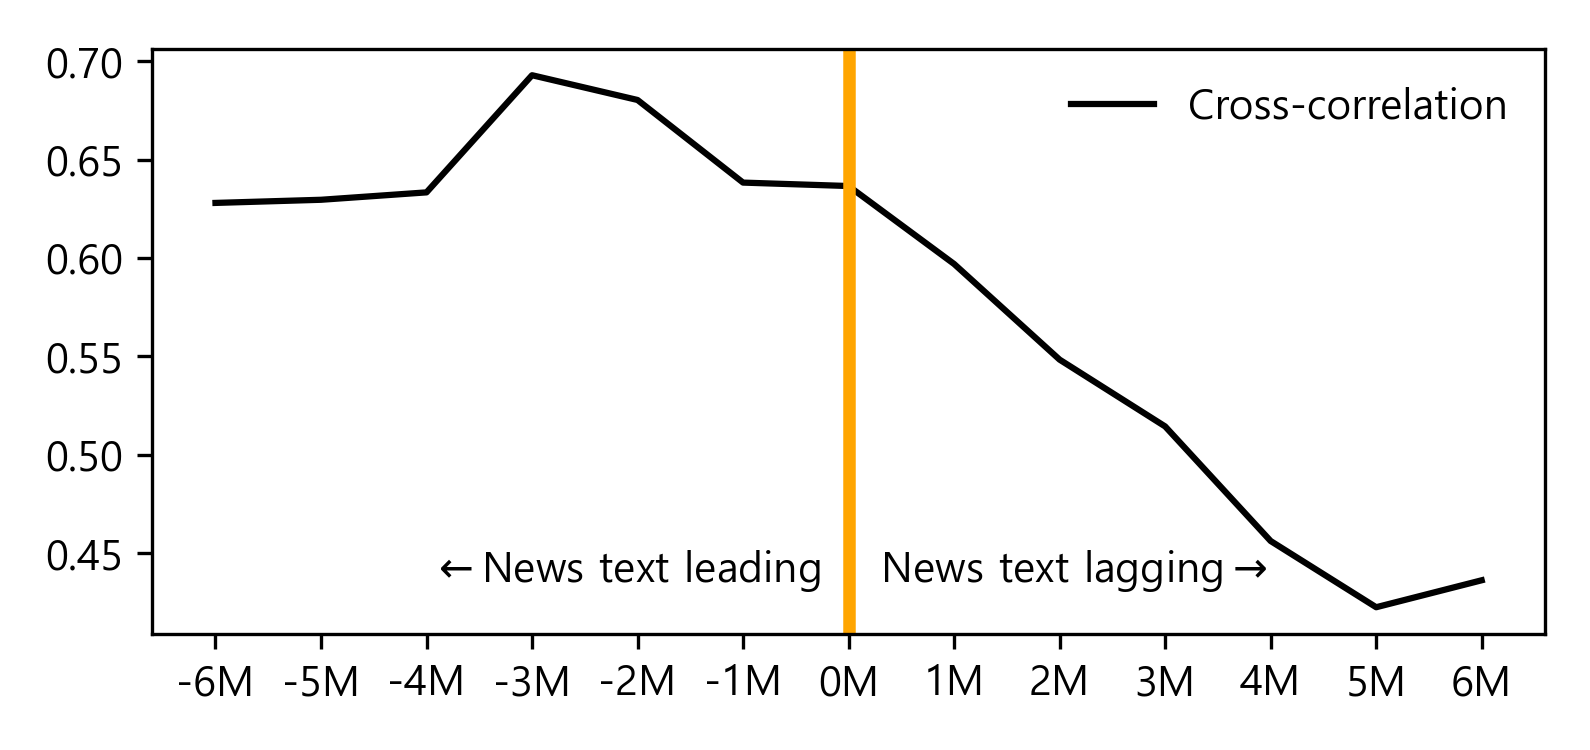 0.70
0.65
0.60
0.55
0.50
0.45
Cross-correlation
← News text leading
News text lagging →
-6M -5M -4M -3M -2M -1M 0M 1M 2M 3M 4M 5M 6M